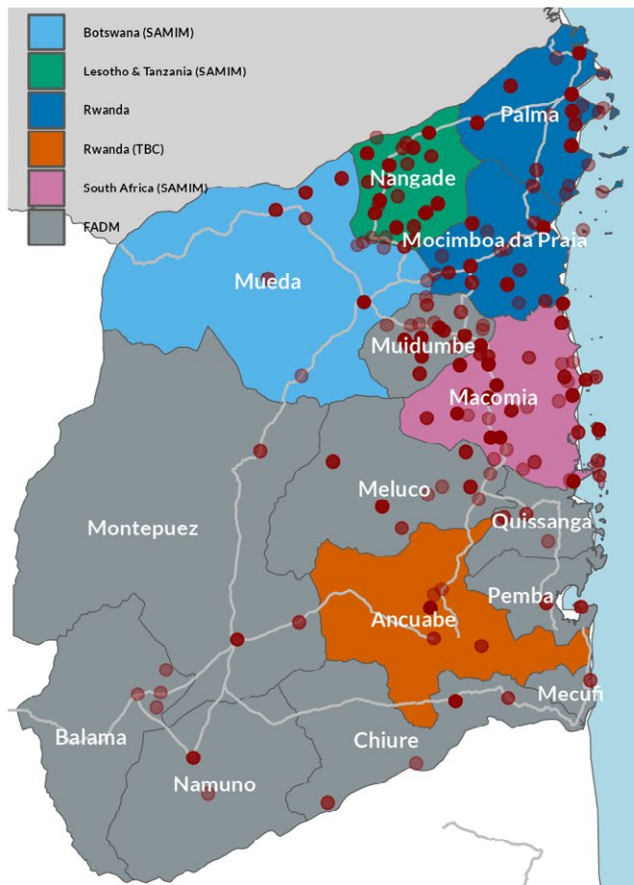 Botswana (SAMIM)
Lesotho & Tanzania (SAMIM)
Rwanda
Rwanda (TBC)
South Africa (SAMIM)
FADM
Palma
Nangade
Mocimboa da Praia
Mueda
Muidumbe
Macomia
Meluco
Quissanga
Montepuez
Pemba
Ancuabe
Mecufi
Balama
Chiure
Namuno